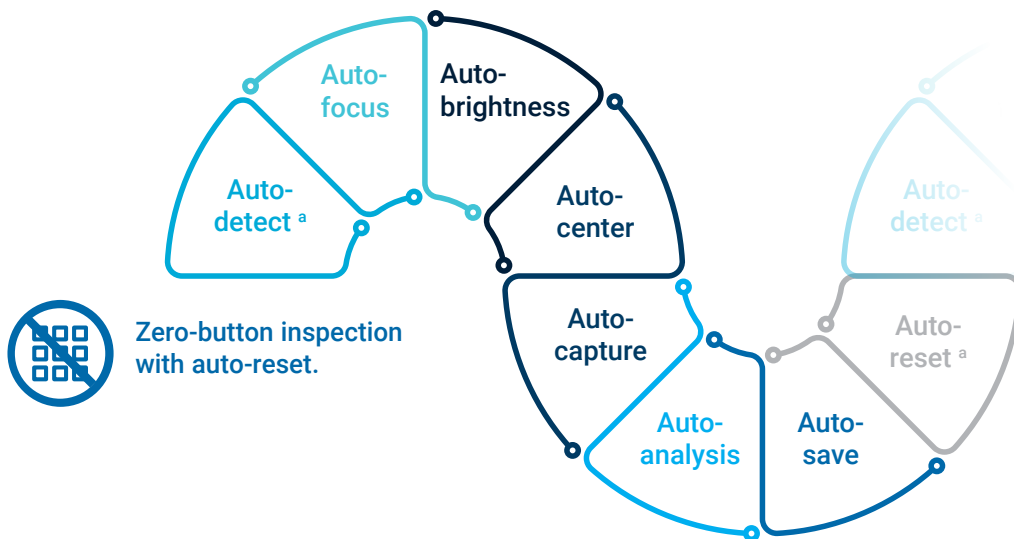 Auto-
detect ᵃ
Auto-
focus
Auto-
brightness
Auto-
center
Auto-
capture
Auto-
analysis
Auto-
save
Auto-
reset ᵃ
Auto-
detect ᵃ
Zero-button inspection
with auto-reset.